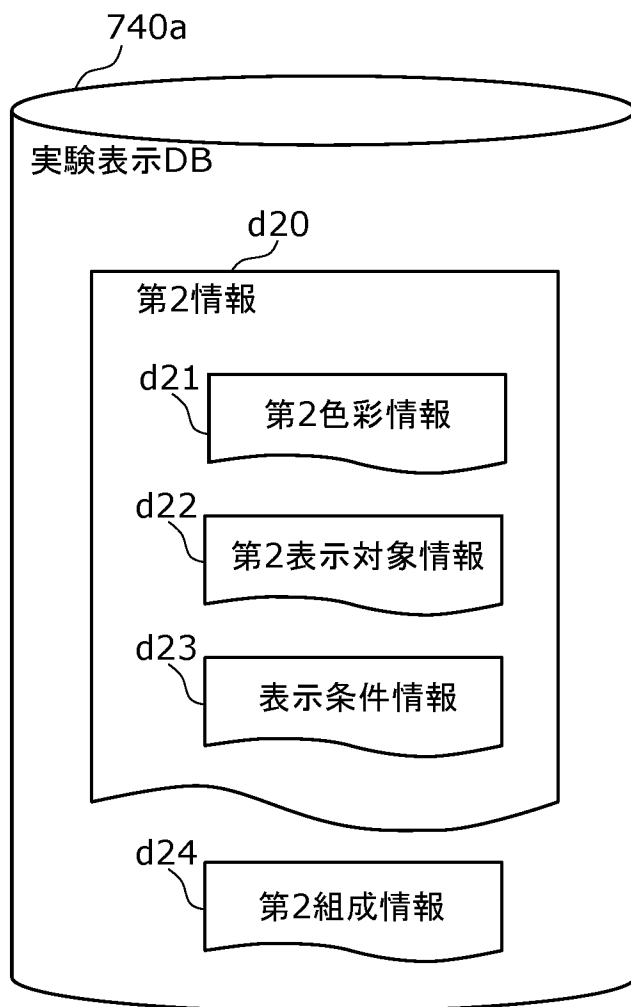 740a
実験表示DB
d20
第2情報
d21
第2色彩情報
d22
第2表示対象情報
d23
表示条件情報
d24
第2組成情報